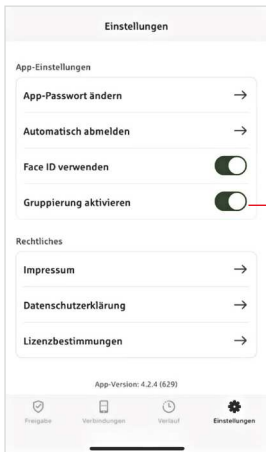 Einstellungen
App-Einstellungen
App-Passwort ändern
Automatisch abmelden
Face ID verwenden
Gruppierung aktivieren
Rechtliches
Impressum
Datenschutzerklärung
Lizenzbestimmungen
App-Version: 4.2.4 (629)
Freigabe Verbindungen Verlauf Einstellungen